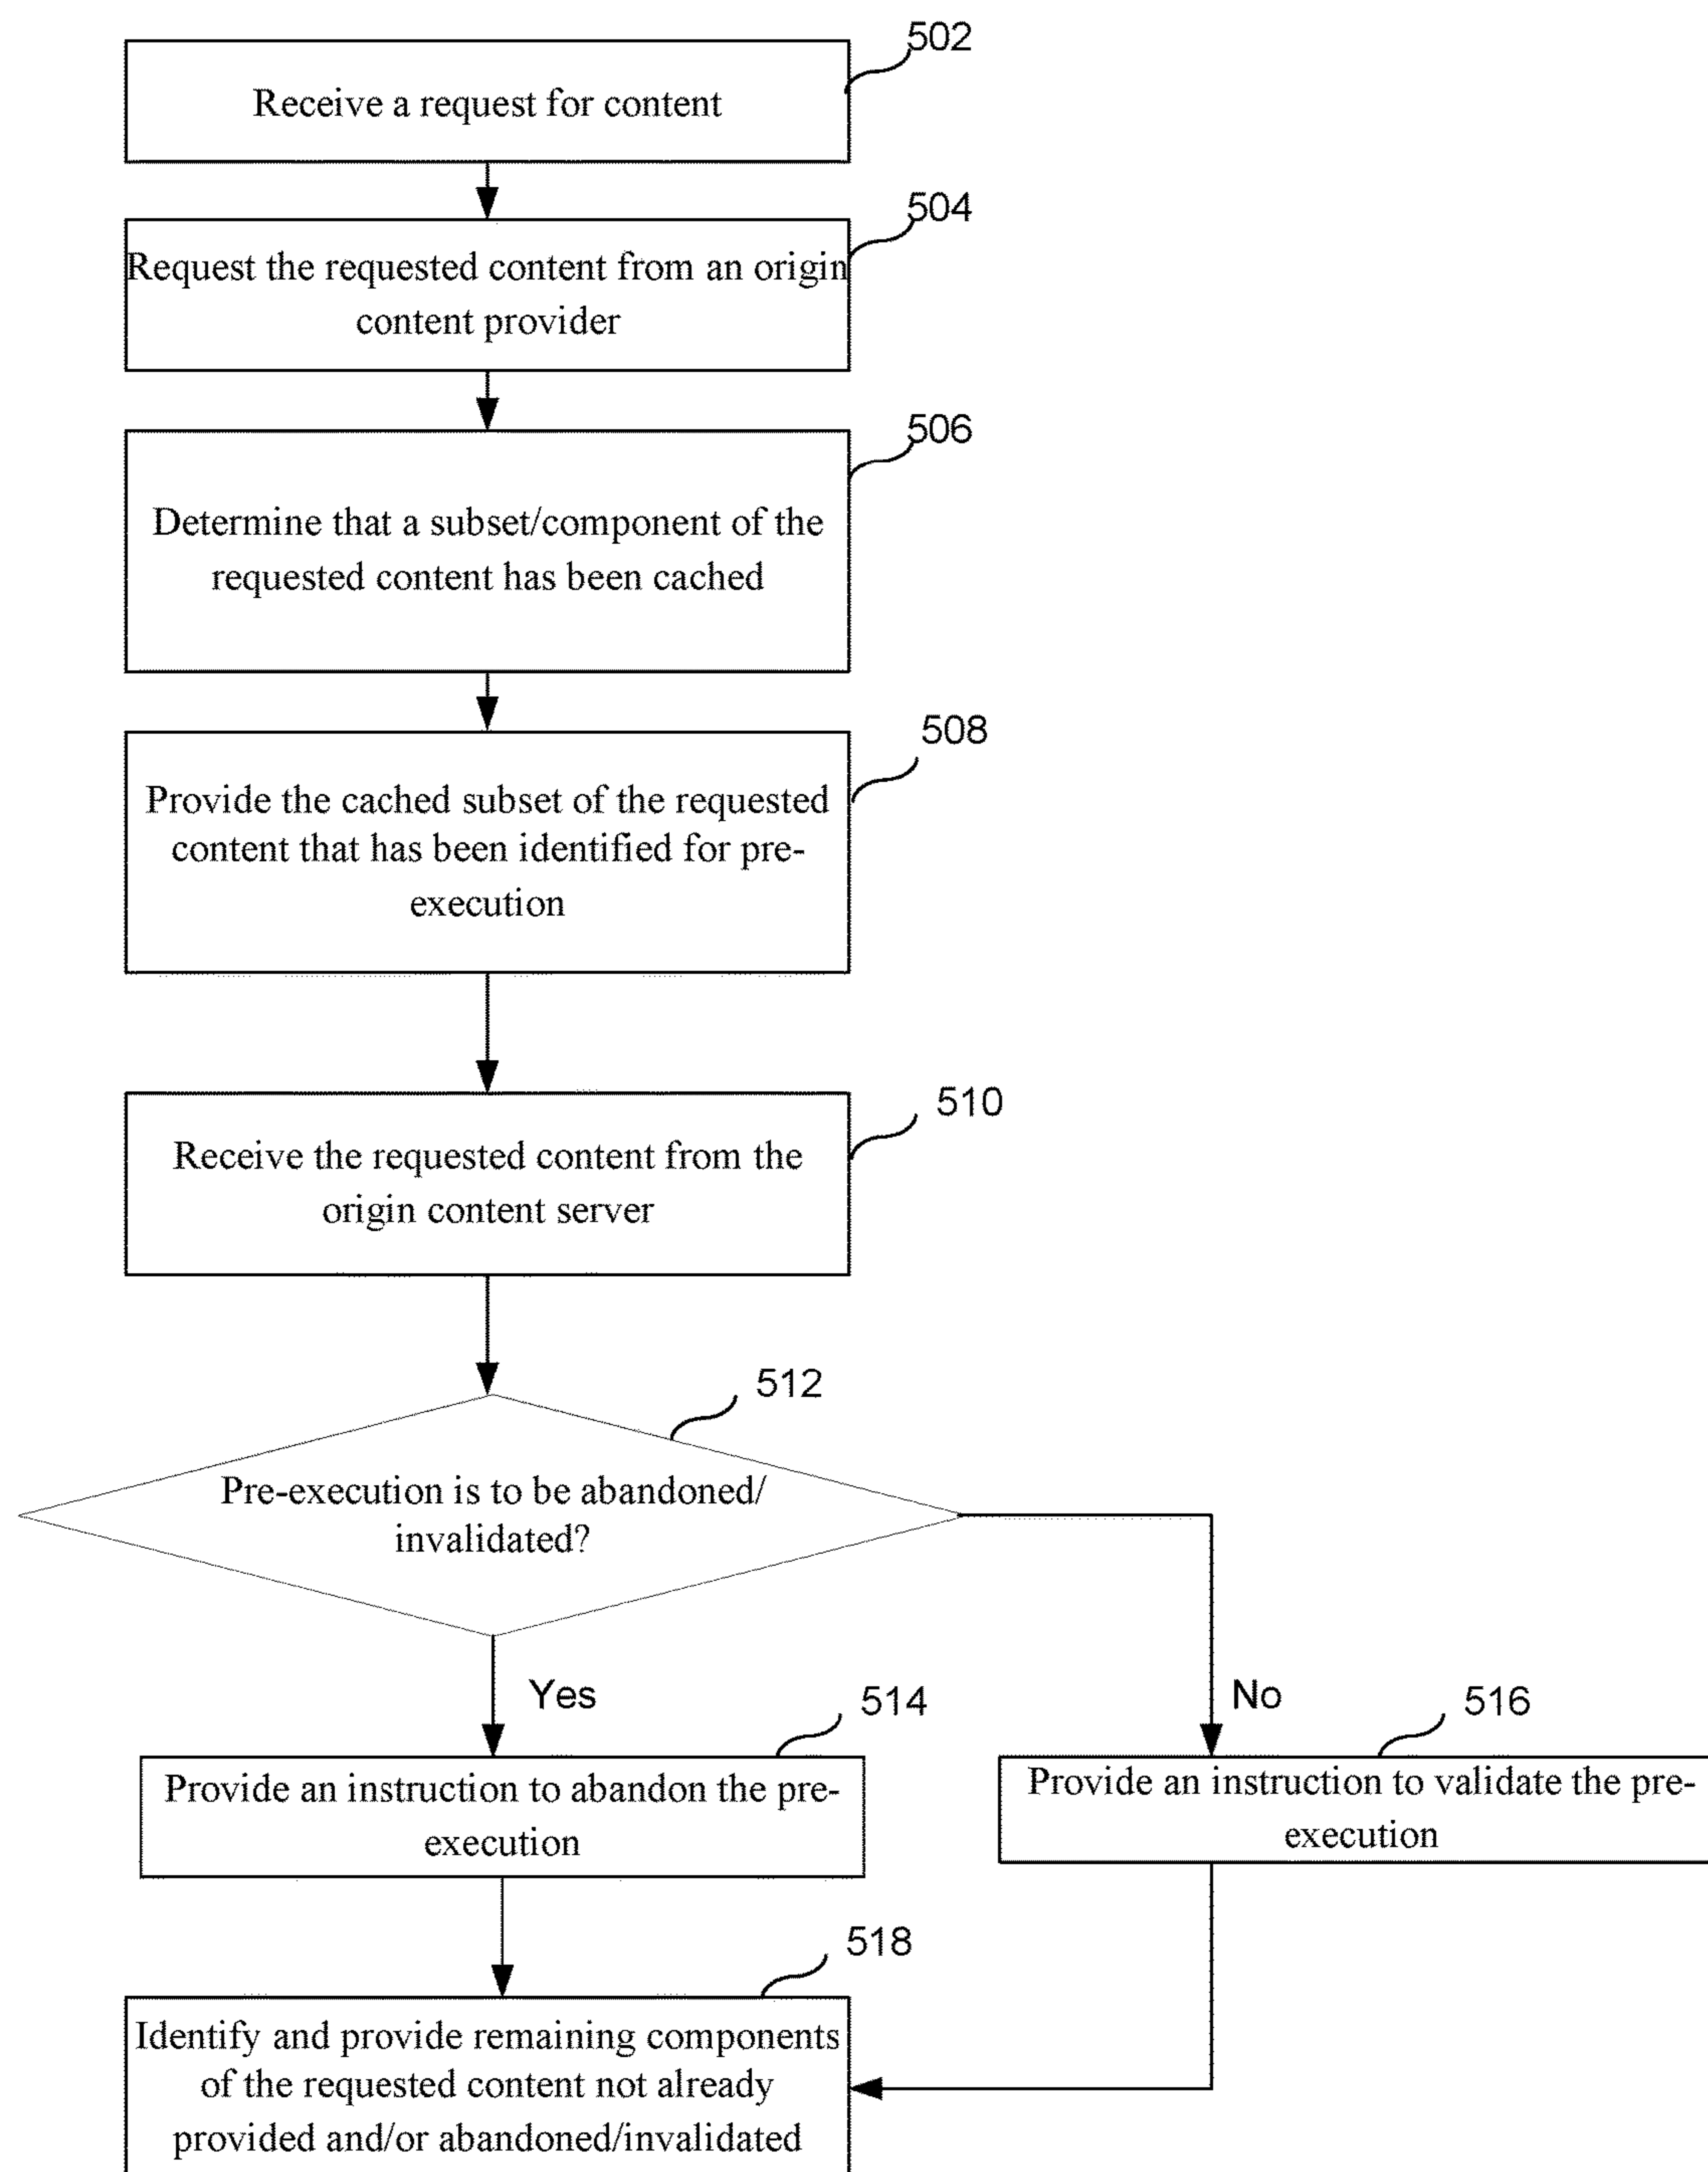 502
Receive a request for content
504
Request the requested content from an origin
content provider
506
Determine that a subset/component of the
requested content has been cached
508
Provide the cached subset of the requested
content that has been identified for pre-
execution
510
Receive the requested content from the
origin content server
512
Pre-execution is to be abandoned/
invalidated?
Yes
No
514
Provide an instruction to abandon the pre-
execution
516
Provide an instruction to validate the pre-
execution
518
Identify and provide remaining components
of the requested content not already
provided and/or abandoned/invalidated